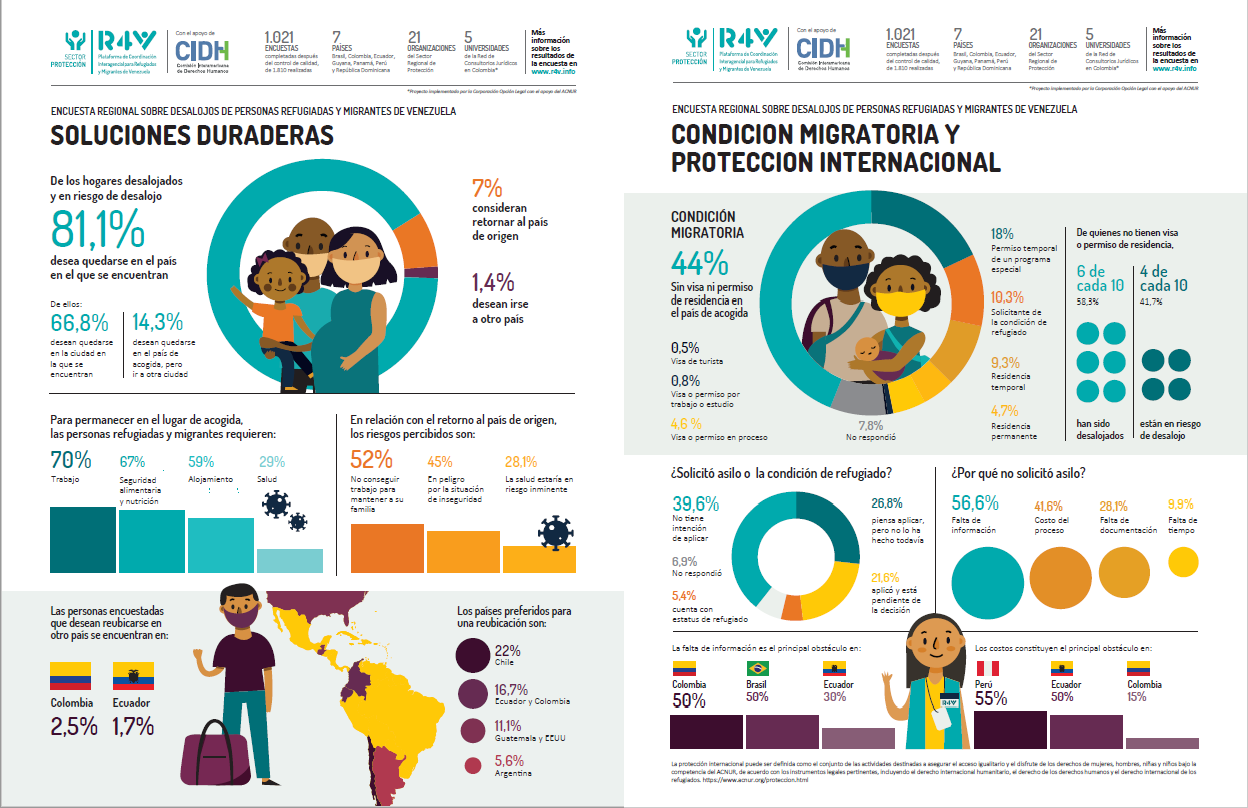 SECTOR
PROTECCIÓN
R4V
Plataforma de Coordinación
Interagencial para Refugiados
y Migrantes de Venezuela
Con el apoyo de
CIDH
Comisión Interamericana
de Derechos Humanos
1.021
ENCUESTAS
completadas después
del control de calidad,
de 1.810 realizadas
7
PAÍSES
Brasil, Colombia, Ecuador,
Guyana, Panamá, Perú
y República Dominicana
21
ORGANIZACIONES
del Sector
Regional de
Protección
5
UNIVERSIDADES
de la Red de
Consultorios Jurídicos
en Colombia*
Más
información
sobre los
resultados de
la encuesta en
www.r4v.info
*Proyecto implementado por la Corporación Opción Legal con el apoyo del ACNUR
ENCUESTA REGIONAL SOBRE DESALOJOS DE PERSONAS REFUGIADAS Y MIGRANTES DE VENEZUELA
SOLUCIONES DURADERAS
De los hogares desalojados
y en riesgo de desalojo
81,1%
desea quedarse en el país
en el que se encuentran
De ellos:
66,8%
desean quedarse
en la ciudad en
la que se
encuentran
14,3%
desean quedarse
en el país de
acogida, pero
ir a otra ciudad
7%
consideran
retornar al país
de origen
1,4%
desean irse
a otro país
Para permanecer en el lugar de acogida,
las personas refugiadas y migrantes requieren:
70%
Trabajo
67%
Seguridad
alimentaria
y nutrición
59%
Alojamiento
29%
Salud
En relación con el retorno al país de origen,
los riesgos percibidos son:
52%
No conseguir
trabajo para
mantener a su
familia
45%
En peligro
por la situación
de inseguridad
28,1%
La salud estaría en
riesgo inminente
Las personas encuestadas
que desean reubicarse en
otro país se encuentran en:
Colombia
2,5%
Ecuador
1,7%
Los países preferidos para
una reubicación son:
22%
Chile
16,7%
Ecuador y Colombia
11,1%
Guatemala y EEUU
5,6%
Argentina
SECTOR
PROTECCIÓN
R4V
Plataforma de Coordinación
Interagencial para Refugiados
y Migrantes de Venezuela
Con el apoyo de
CIDH
Comisión Interamericana
de Derechos Humanos
1.021
ENCUESTAS
completadas después
del control de calidad,
de 1.810 realizadas
7
PAÍSES
Brasil, Colombia, Ecuador,
Guyana, Panamá, Perú
y República Dominicana
21
ORGANIZACIONES
del Sector
Regional de
Protección
5
UNIVERSIDADES
de la Red de
Consultorios Jurídicos
en Colombia*
Más
información
sobre los
resultados de
la encuesta en
www.r4v.info
*Proyecto implementado por la Corporación Opción Legal con el apoyo del ACNUR
ENCUESTA REGIONAL SOBRE DESALOJOS DE PERSONAS REFUGIADAS Y MIGRANTES DE VENEZUELA
CONDICION MIGRATORIA Y
PROTECCION INTERNACIONAL
CONDICIÓN
MIGRATORIA
44%
Sin visa ni permiso
de residencia en
el país de acogida
0,5%
Visa de turista
0,8%
Visa o permiso por
trabajo o estudio
4,6 %
Visa o permiso en proceso
7,8%
No respondió
18%
Permiso temporal
de un programa
especial
10,3%
Solicitante de
la condición de
refugiado
9,3%
Residencia
temporal
4,7%
Residencia
permanente
De quienes no tienen visa
o permiso de residencia,
6 de
cada 10
58,3%
han sido
desalojados
4 de
cada 10
41,7%
están en riesgo
de desalojo
¿Solicitó asilo o la condición de refugiado?
39,6%
No tiene
intención
de aplicar
6,9%
No respondió
5,4%
cuenta con
estatus de refugiado
26,8%
piensa aplicar,
pero no lo ha
hecho todavía
21,6%
aplicó y está
pendiente de
la decisión
¿Por qué no solicitó asilo?
56,6%
Falta de
información
41,6%
Costo del
proceso
28,1%
Falta de
documentación
9,9%
Falta de
tiempo
La falta de información es el principal obstáculo en:
Colombia
50%
Brasil
50%
Ecuador
30%
R4V
Los costos constituyen el principal obstáculo en:
Perú
55%
Ecuador
50%
Colombia
15%
La protección internacional puede ser definida como el conjunto de las actividades destinadas a asegurar el acceso igualitario y el disfrute de los derechos de mujeres, hombres, niñas y niños bajo la
competencia del ACNUR, de acuerdo con los instrumentos legales pertinentes, incluyendo el derecho internacional humanitario, el derecho de los derechos humanos y el derecho internacional de los
refugiados. https://www.acnur.org/proteccion.html